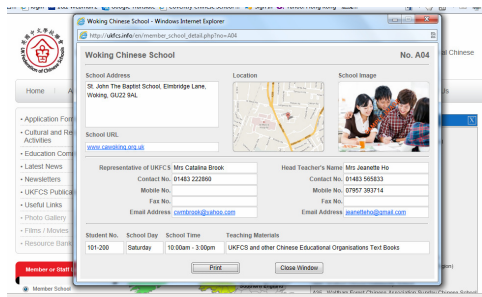 Woking Chinese School - Windows Internet Explorer
http://ukfcs.info/en/member_school_detail.php?no=A04
Woking Chinese School No. A04
School Address Location School Image
St. John The Baptist School, Elmbridge Lane,
Woking, GU22 9AL
School URL
www.caswoking.org.uk
Representative of UKFCS Mrs Catalina Brook Head Teacher's Name Mrs Jeanette Ho
Contact No. 01483 222860 Contact No. 01483 565833
Mobile No. Mobile No. 07957 393714
Fax No. Fax No.
Email Address cvmbrook@yahoo.com Email Address jeanetteho@gmail.com
Student No. School Day School Time Teaching Materials
101-200 Saturday 10:00am - 3:00pm UKFCS and other Chinese Educational Organisations Text Books
Print Close Window
Home
• Application Form
• Cultural and Re
Activities
• Education Com
• Latest News
• Newsletters
• UKFCS Publica
• Useful Links
• Photo Gallery
• Films / Movies
• Resource Bank
Member or Staff
Member School
al Chinese
Us
X